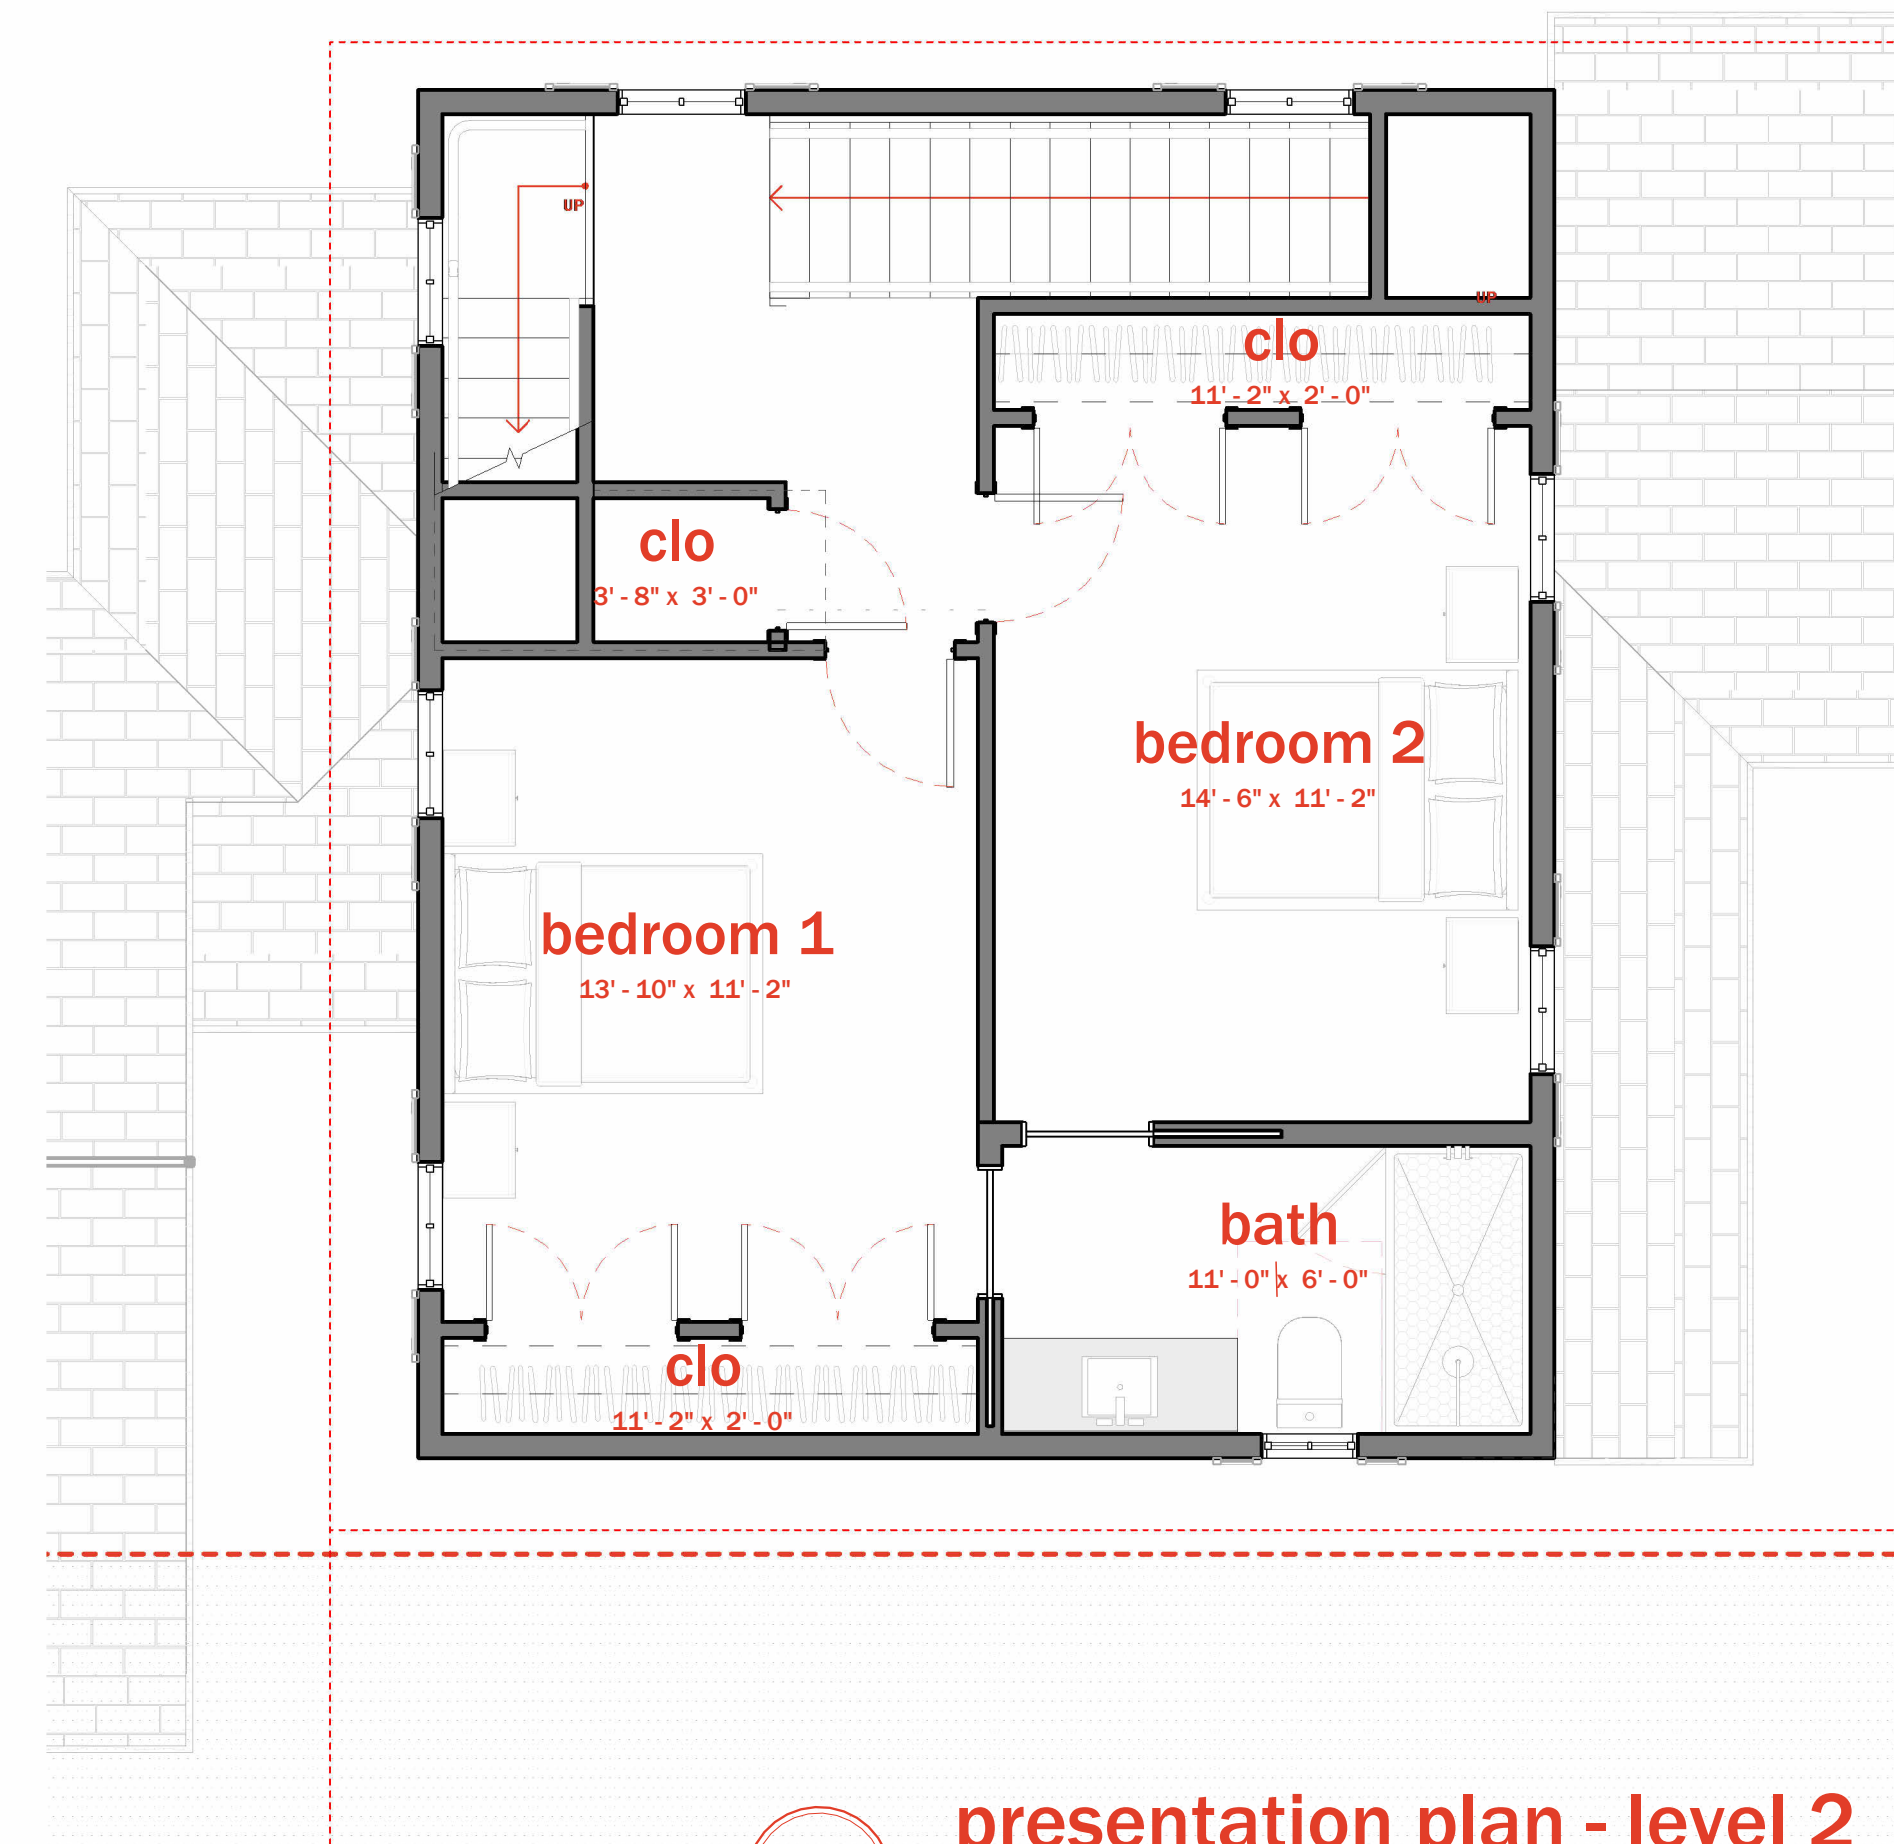 UP
UP
clo
11' - 2" x 2' - 0"
clo
3' - 8" x 3' - 0"
bedroom 2
14' - 6" x 11' - 2"
bedroom 1
13' - 10" x 11' - 2"
bath
11' - 0" x 6' - 0"
clo
11' - 2" x 2' - 0"
presentation plan - level 2